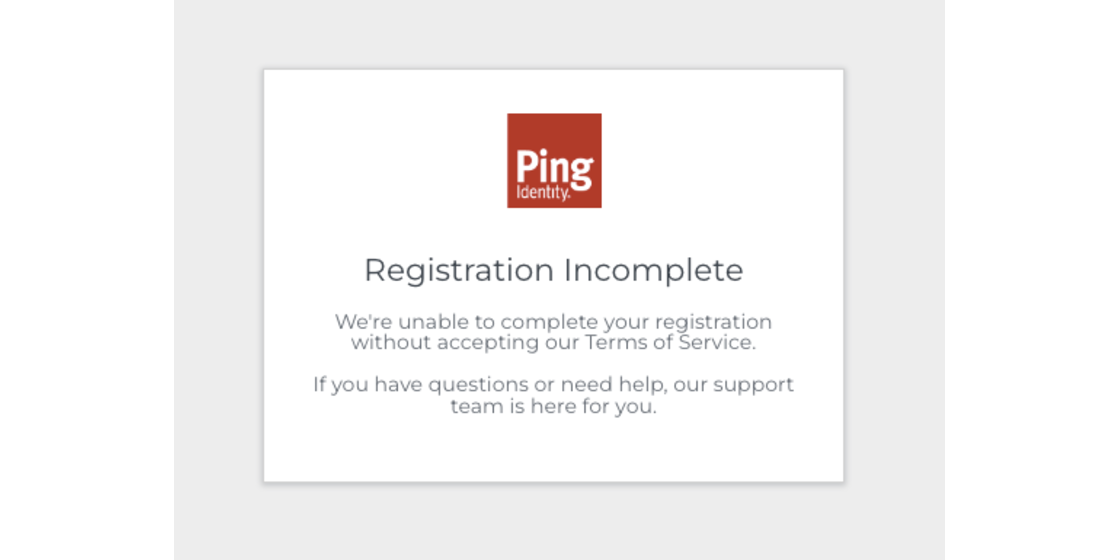 Ping
Identity.
Registration Incomplete
We're unable to complete your registration
without accepting our Terms of Service.
If you have questions or need help, our support
team is here for you.